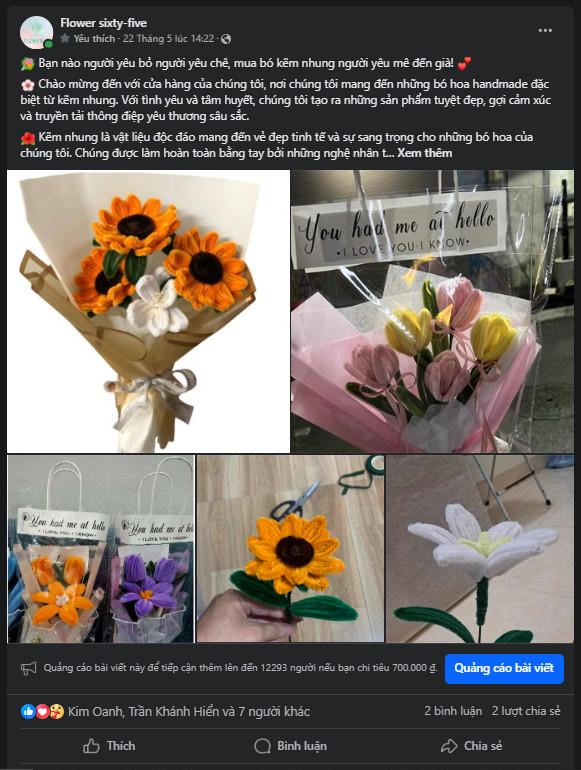 Flower sixty-five
Yêu thích · 22 Tháng 5 lúc 14:22 ·
Bạn nào người yêu bỏ người yêu chê, mua bó kẽm nhung người yêu mê đến già!
Chào mừng đến với cửa hàng của chúng tôi, nơi chúng tôi mang đến những bó hoa handmade đặc
biệt từ kẽm nhung. Với tình yêu và tâm huyết, chúng tôi tạo ra những sản phẩm tuyệt đẹp, gợi cảm xúc
và truyền tải thông điệp yêu thương sâu sắc.
Kẽm nhung là vật liệu độc đáo mang đến vẻ đẹp tinh tế và sự sang trọng cho những bó hoa của
chúng tôi. Chúng được làm hoàn toàn bằng tay bởi những nghệ nhân t... Xem thêm
You had me at hello
• I LOVE YOU • I KNOW •
You had me at hello
• I LOVE YOU • I KNOW •
You had me at hel
• I LOVE YOU • I KNOW
Quảng cáo bài viết này để tiếp cận thêm lên đến 12293 người nếu bạn chi tiêu 700.000 ₫.
Quảng cáo bài viết
Kim Oanh, Trần Khánh Hiển và 7 người khác
2 bình luận 2 lượt chia sẻ
Thích
Bình luận
Chia sẻ